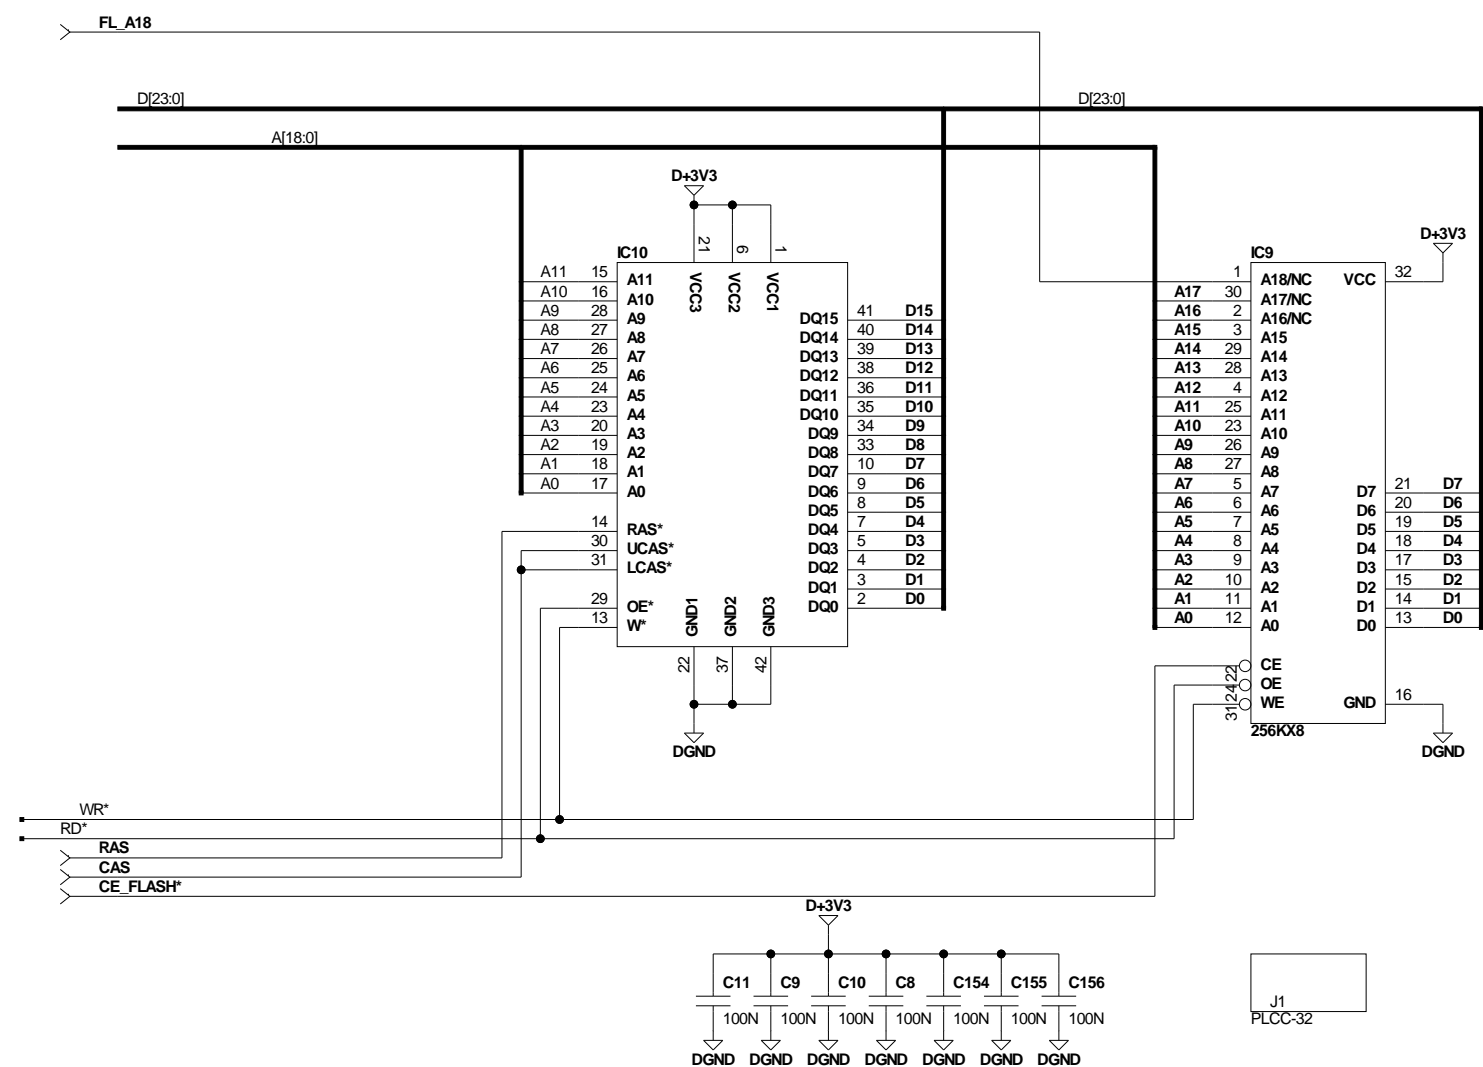 FL_A18
D[23:0] D[23:0]
A[18:0]
D+3V3
D+3V3
IC10 21 6 1 IC9
A11 15 A11 VCC3 VCC2 VCC1 1 A18/NC VCC 32
A10 16 A10 A17 30 A17/NC
A9 28 A9 DQ15 41 D15 A16 2 A16/NC
A8 27 A8 DQ14 40 D14 A15 3 A15
A7 26 A7 DQ13 39 D13 A14 29 A14
A6 25 A6 DQ12 38 D12 A13 28 A13
A5 24 A5 DQ11 36 D11 A12 4 A12
A4 23 A4 DQ10 35 D10 A11 25 A11
A3 20 A3 DQ9 34 D9 A10 23 A10
A2 19 A2 DQ8 33 D8 A9 26 A9
A1 18 A1 DQ7 10 D7 A8 27 A8
A0 17 A0 DQ6 9 D6 A7 5 A7 D7 21 D7
DQ5 8 D5 A6 6 A6 D6 20 D6
14 RAS* DQ4 7 D4 A5 7 A5 D5 19 D5
30 UCAS* DQ3 5 D3 A4 8 A4 D4 18 D4
31 LCAS* DQ2 4 D2 A3 9 A3 D3 17 D3
DQ1 3 D1 A2 10 A2 D2 15 D2
29 OE* DQ0 2 D0 A1 11 A1 D1 14 D1
13 W* GND1 GND2 GND3 A0 12 A0 D0 13 D0
22 37 42 22 CE
24 OE
31 WE GND 16
256KX8
DGND DGND
WR*
RD*
RAS
CAS
CE_FLASH*
D+3V3
C11 C9 C10 C8 C154 C155 C156
100N 100N 100N 100N 100N 100N 100N
J1
PLCC-32
DGND DGND DGND DGND DGND DGND DGND